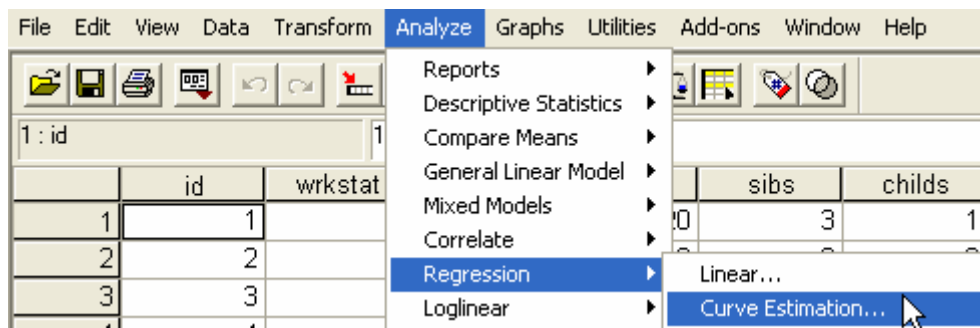 File Edit View Data Transform Analyze Graphs Utilities Add-ons Window Help
Reports
Descriptive Statistics
1 : id 1 Compare Means
General Linear Model
id wrkstat sibs childs
Mixed Models
1 1 20 3 1
Correlate
2 2
Regression Linear...
3 3
Loglinear Curve Estimation...